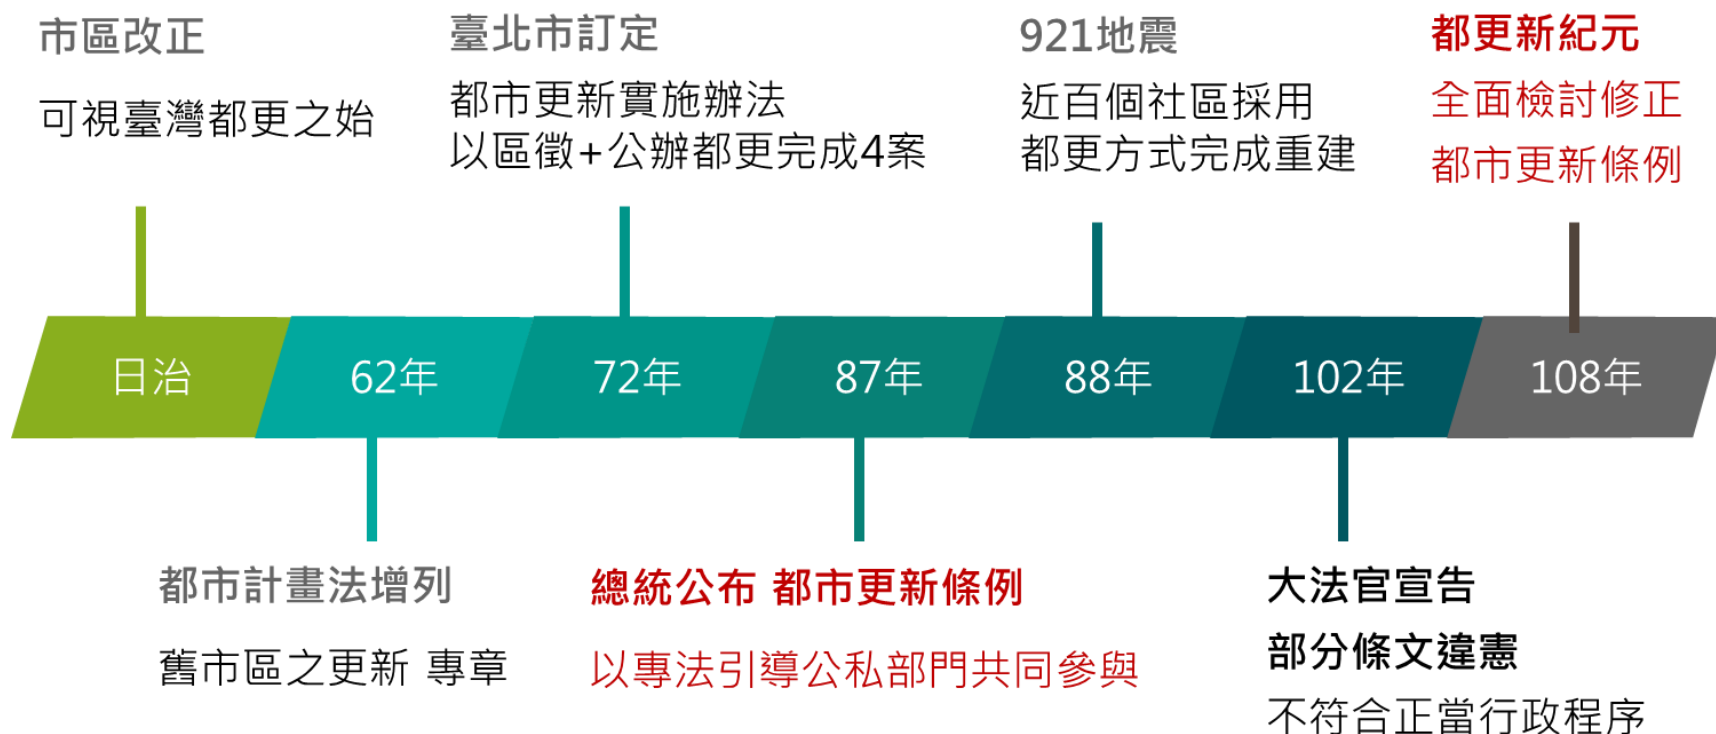 市區改正
可視臺灣都更之始
臺北市訂定
都市更新實施辦法
以區徵+公辦都更完成4案
921地震
近百個社區採用
都更方式完成重建
都更新紀元
全面檢討修正
都市更新條例
日治
62年
72年
87年
88年
102年
108年
都市計畫法增列
舊市區之更新 專章
總統公布 都市更新條例
以專法引導公私部門共同參與
大法官宣告
部分條文違憲
不符合正當行政程序